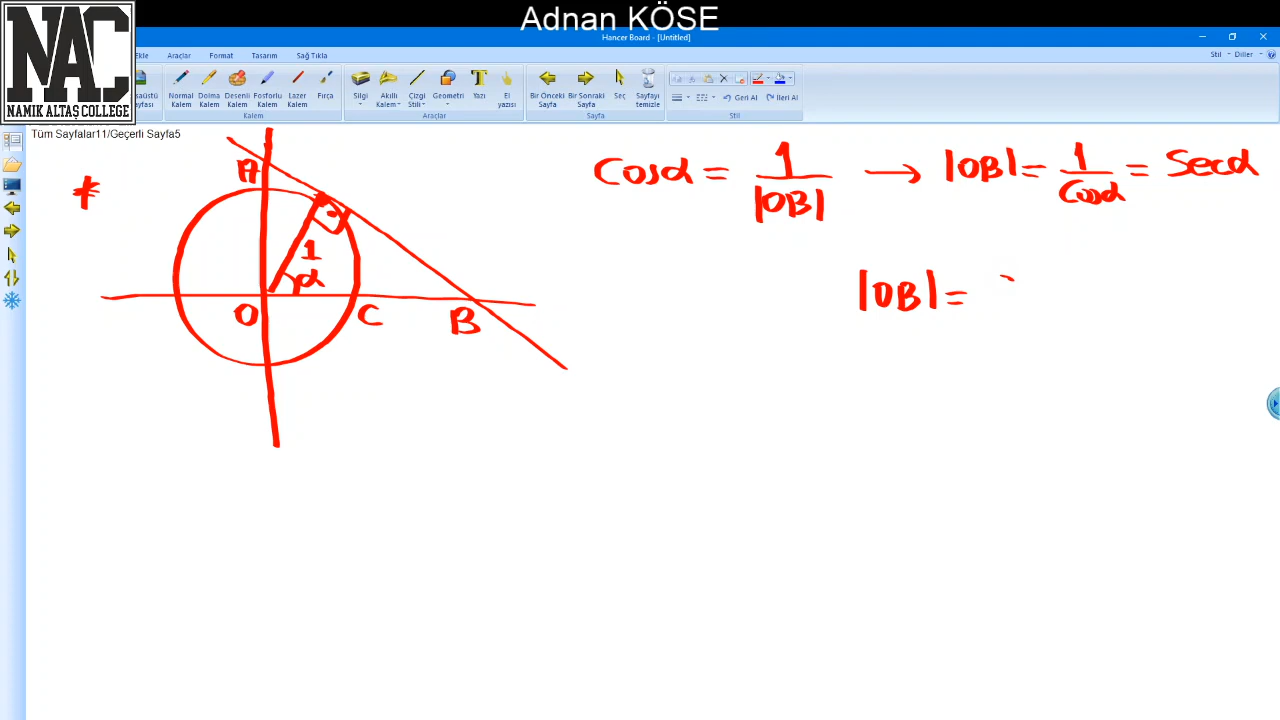 Adnan KÖSE
Hancer Board - [Untitled]
NAC
NAMIK ALTAŞ COLLEGE
Ekle Araçlar Format Tasarım Sağ Tıkla
Stil Diller
Normal Kalem Dolma Kalem Desenli Kalem Fosforlu Kalem Lazer Kalem Fırça
Silgi Akıllı Kalem Çizgi Stili Geometri Yazı El yazısı
Bir Önceki Sayfa Bir Sonraki Sayfa Seç Sayfayı temizle
Geri Al İleri Al
Kalem Araçlar Sayfa Stil
Tüm Sayfalar11/Geçerli Sayfa5
*
A
1
α
O C B
Cosα = 1/|OB| → |OB| = 1/Cosα = Secα
|OB| =